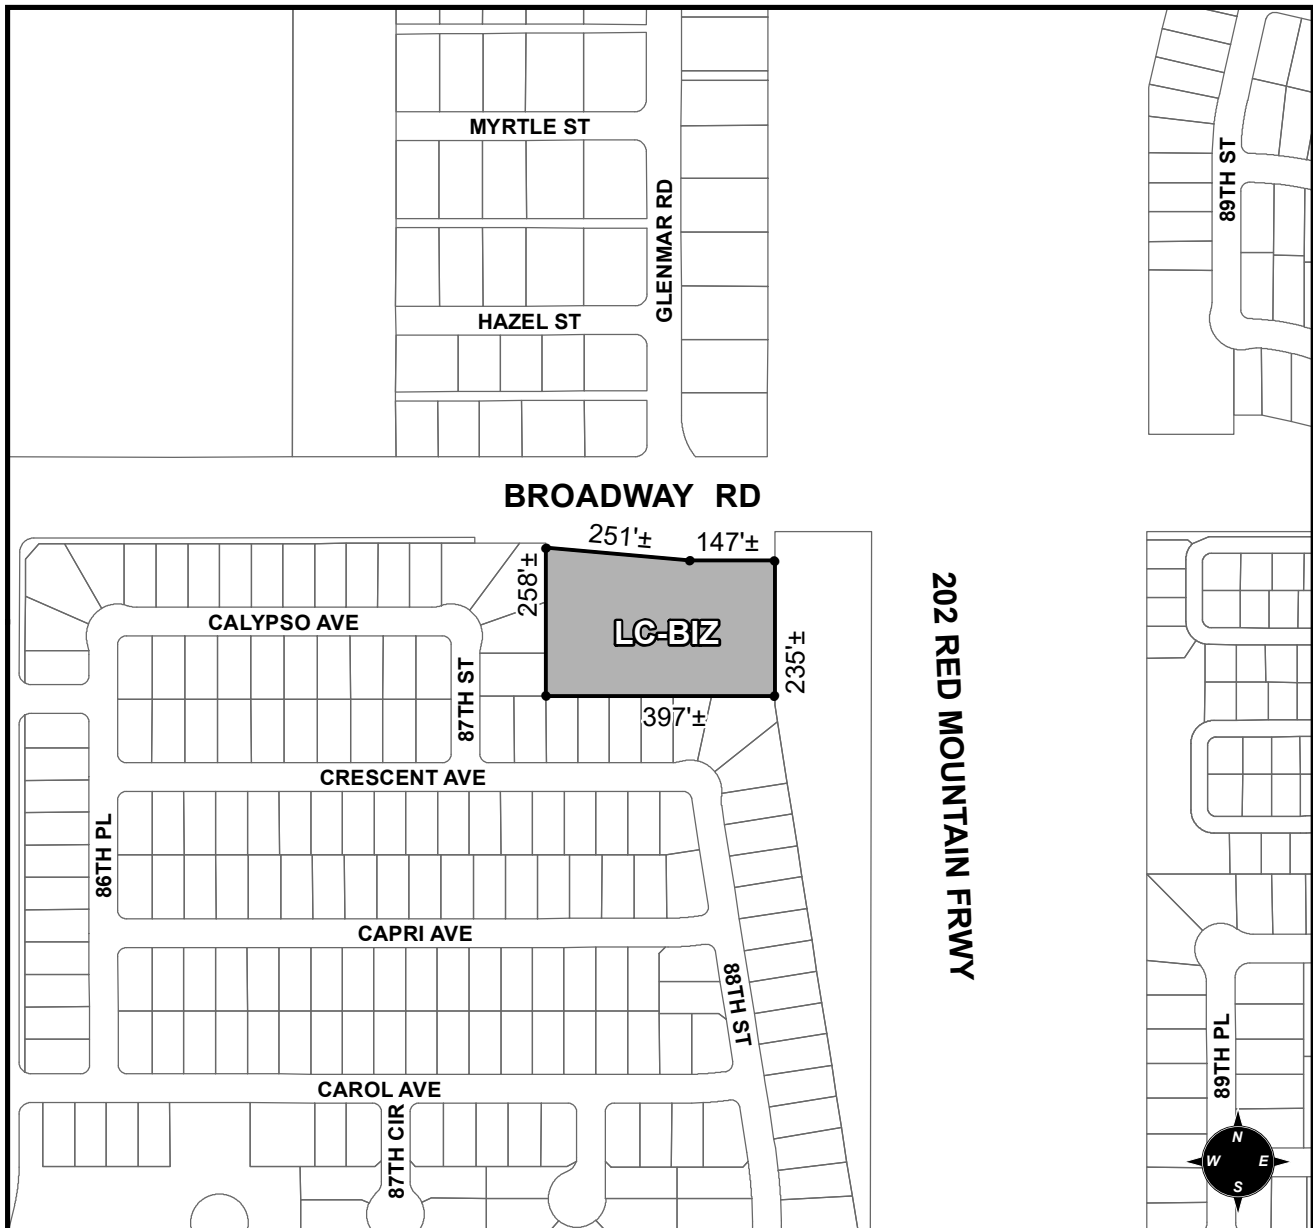 MYRTLE ST
89TH ST
GLENMAR RD
HAZEL ST
BROADWAY RD
251'±
147'±
258'±
LC-BIZ
235'±
397'±
202 RED MOUNTAIN FRWY
CALYPSO AVE
87TH ST
CRESCENT AVE
86TH PL
CAPRI AVE
88TH ST
CAROL AVE
87TH CIR
89TH PL
N
W E
S